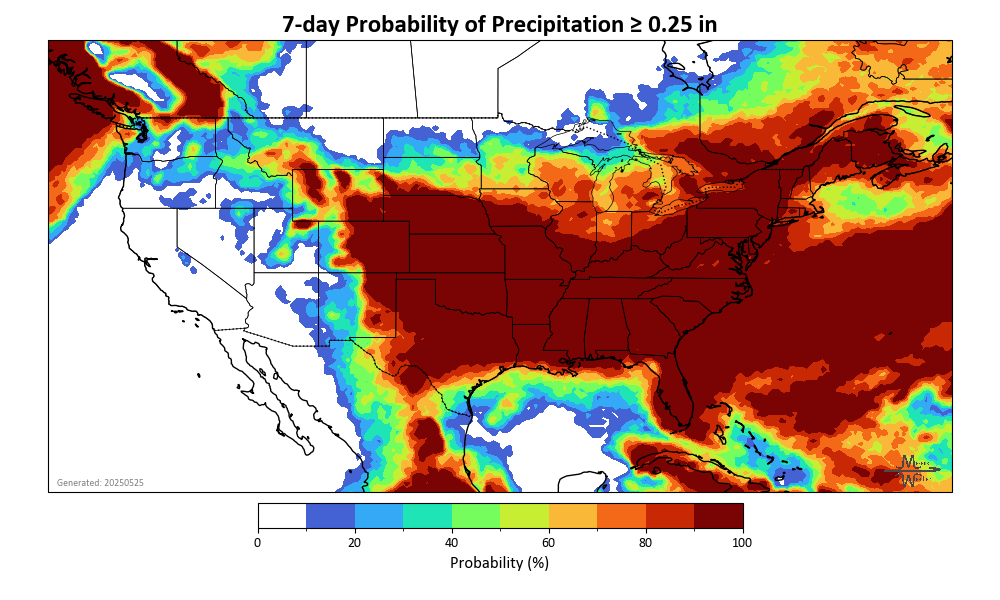 7-day Probability of Precipitation ≥ 0.25 in
Generated: 20250525
0 20 40 60 80 100
Probability (%)